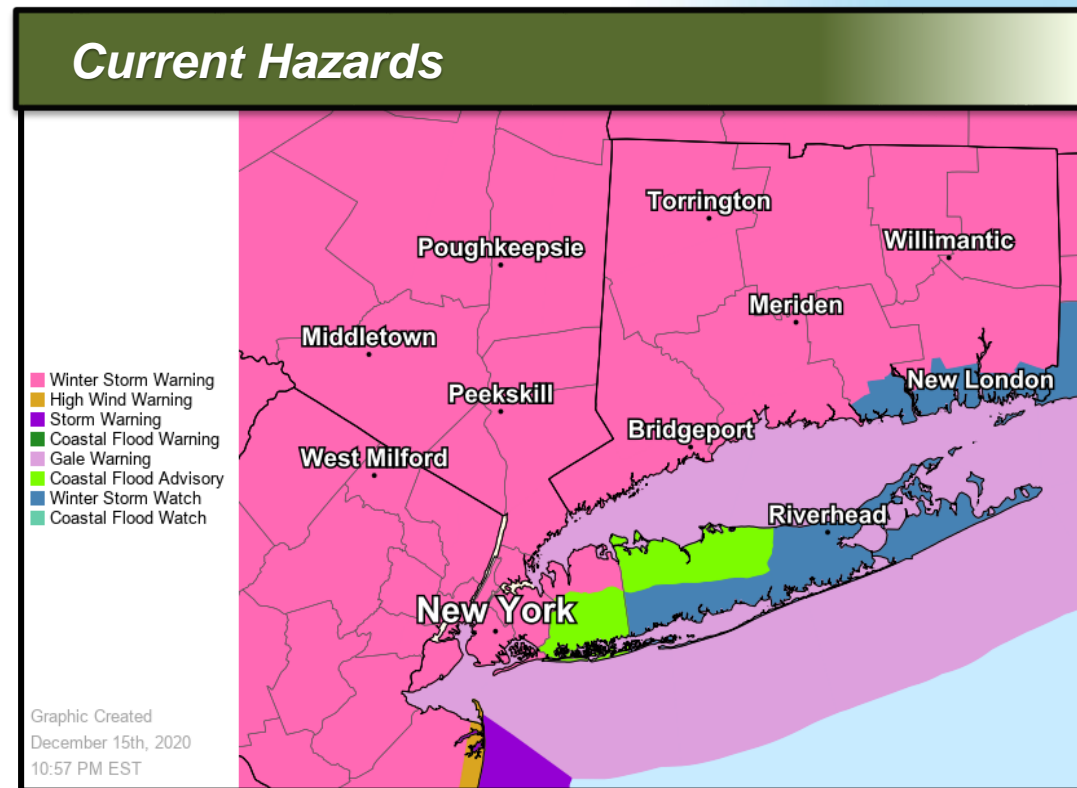 Current Hazards
Torrington
Willimantic
Poughkeepsie
Meriden
Middletown
New London
Peekskill
Bridgeport
West Milford
Riverhead
New York
Winter Storm Warning
High Wind Warning
Storm Warning
Coastal Flood Warning
Gale Warning
Coastal Flood Advisory
Winter Storm Watch
Coastal Flood Watch
Graphic Created
December 15th, 2020
10:57 PM EST